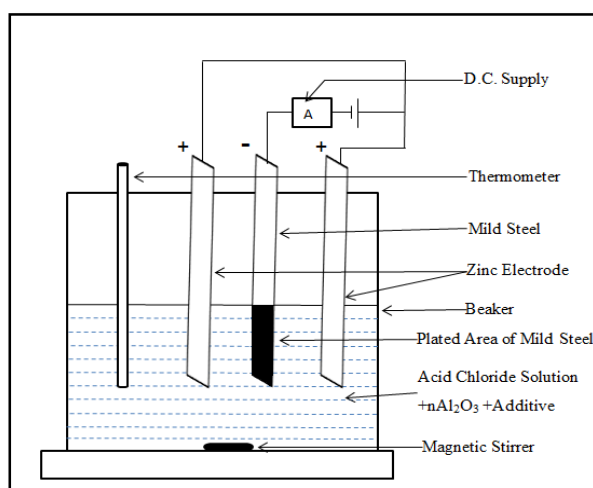 D.C. Supply
A
+ - +
Thermometer
Mild Steel
Zinc Electrode
Beaker
Plated Area of Mild Steel
Acid Chloride Solution
+nAl₂O₃ +Additive
Magnetic Stirrer